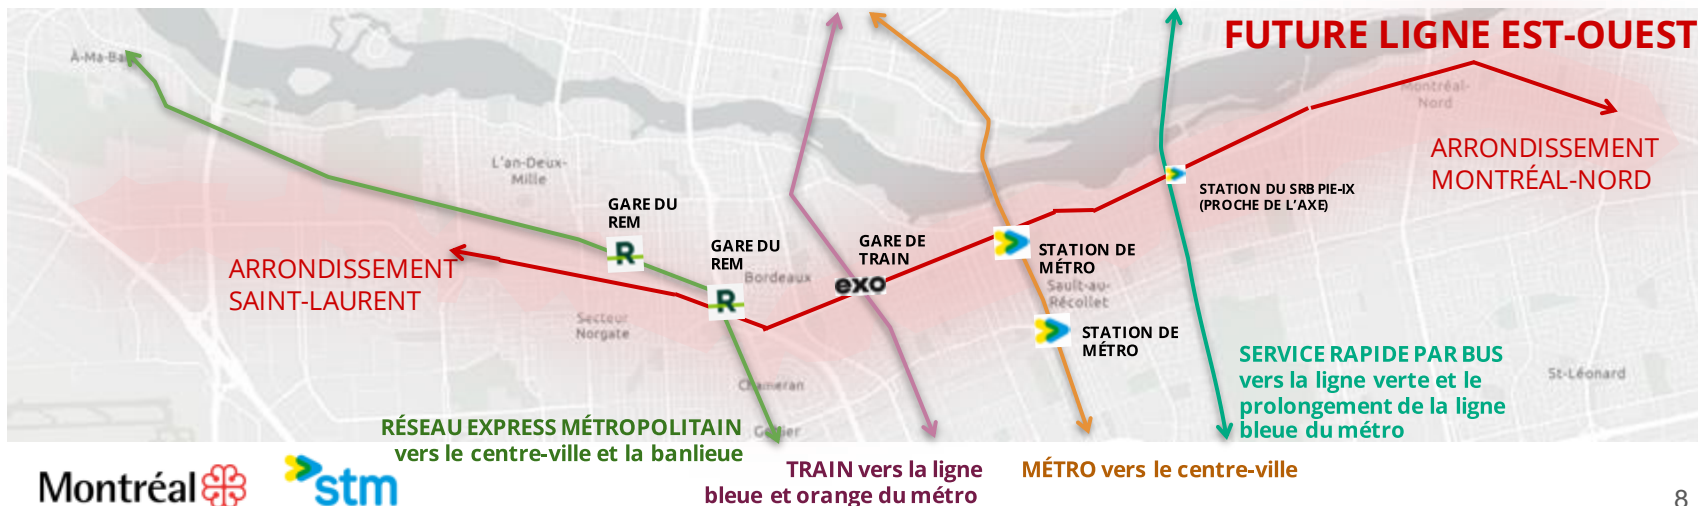 FUTURE LIGNE EST-OUEST
Montréal-
Nord
ARRONDISSEMENT
MONTRÉAL-NORD
L'an-Deux-
Mille
STATION DU SRB PIE-IX
(PROCHE DE L'AXE)
GARE DU
REM
R
GARE DU
REM
R
GARE DE
TRAIN
exo
STATION DE
MÉTRO
Bordeaux
Sault-au-
Récollet
ARRONDISSEMENT
SAINT-LAURENT
Secteur
Norgate
STATION DE
MÉTRO
SERVICE RAPIDE PAR BUS
vers la ligne verte et le
prolongement de la ligne
bleue du métro
St-Léonard
Chameran
RÉSEAU EXPRESS MÉTROPOLITAIN
vers le centre-ville et la banlieue
TRAIN vers la ligne
bleue et orange du métro
MÉTRO vers le centre-ville
Montréal
stm
8